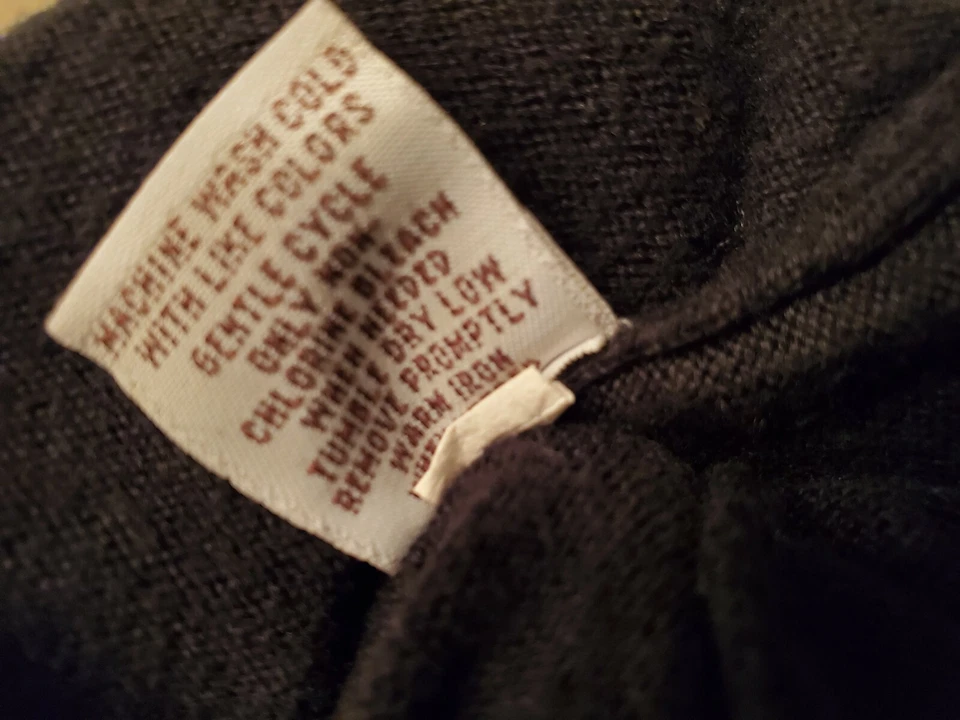 MACHINE WASH COLD
WITH LIKE COLORS
GENTLE CYCLE
ONLY NON
CHLORINE BLEACH
WHEN NEEDED
TUMBLE DRY LOW
REMOVE PROMPTLY
WARM IRON